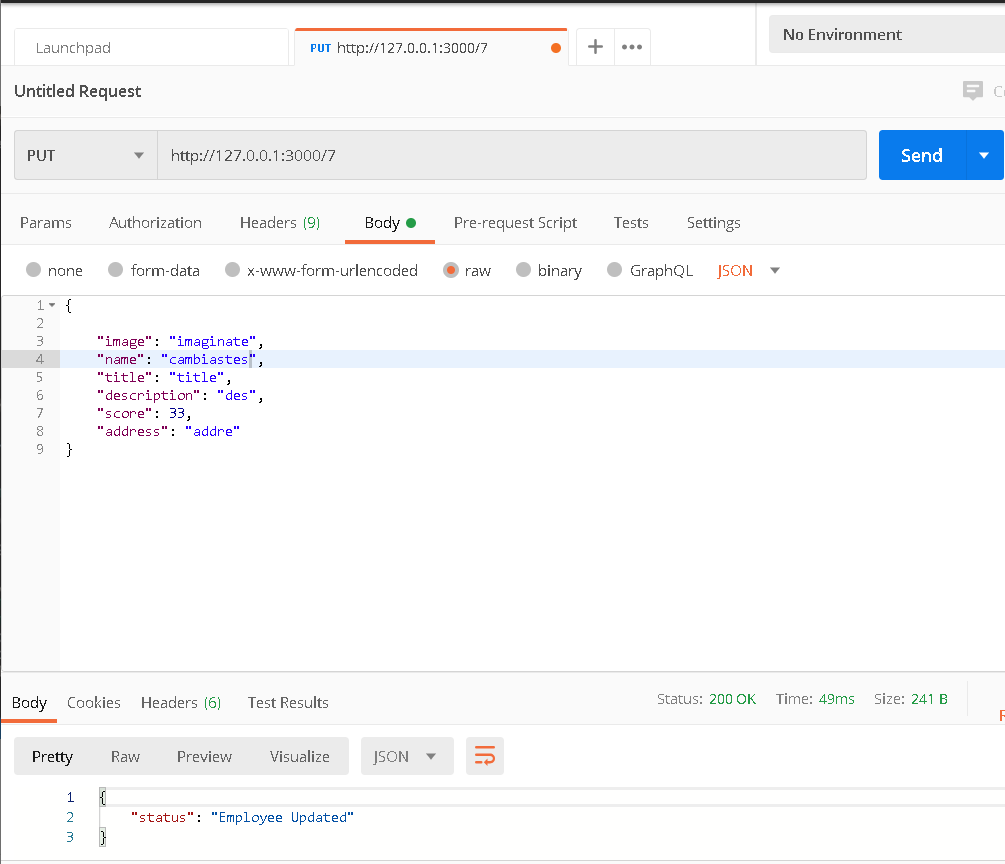 Launchpad
PUT http://127.0.0.1:3000/7
No Environment
Untitled Request
PUT
http://127.0.0.1:3000/7
Send
Params Authorization Headers (9) Body Pre-request Script Tests Settings
none form-data x-www-form-urlencoded raw binary GraphQL JSON
1 {
2
3 "image": "imaginate",
4 "name": "cambiastes",
5 "title": "title",
6 "description": "des",
7 "score": 33,
8 "address": "addre"
9 }
Body Cookies Headers (6) Test Results Status: 200 OK Time: 49ms Size: 241 B
Pretty Raw Preview Visualize JSON
1 {
2 "status": "Employee Updated"
3 }